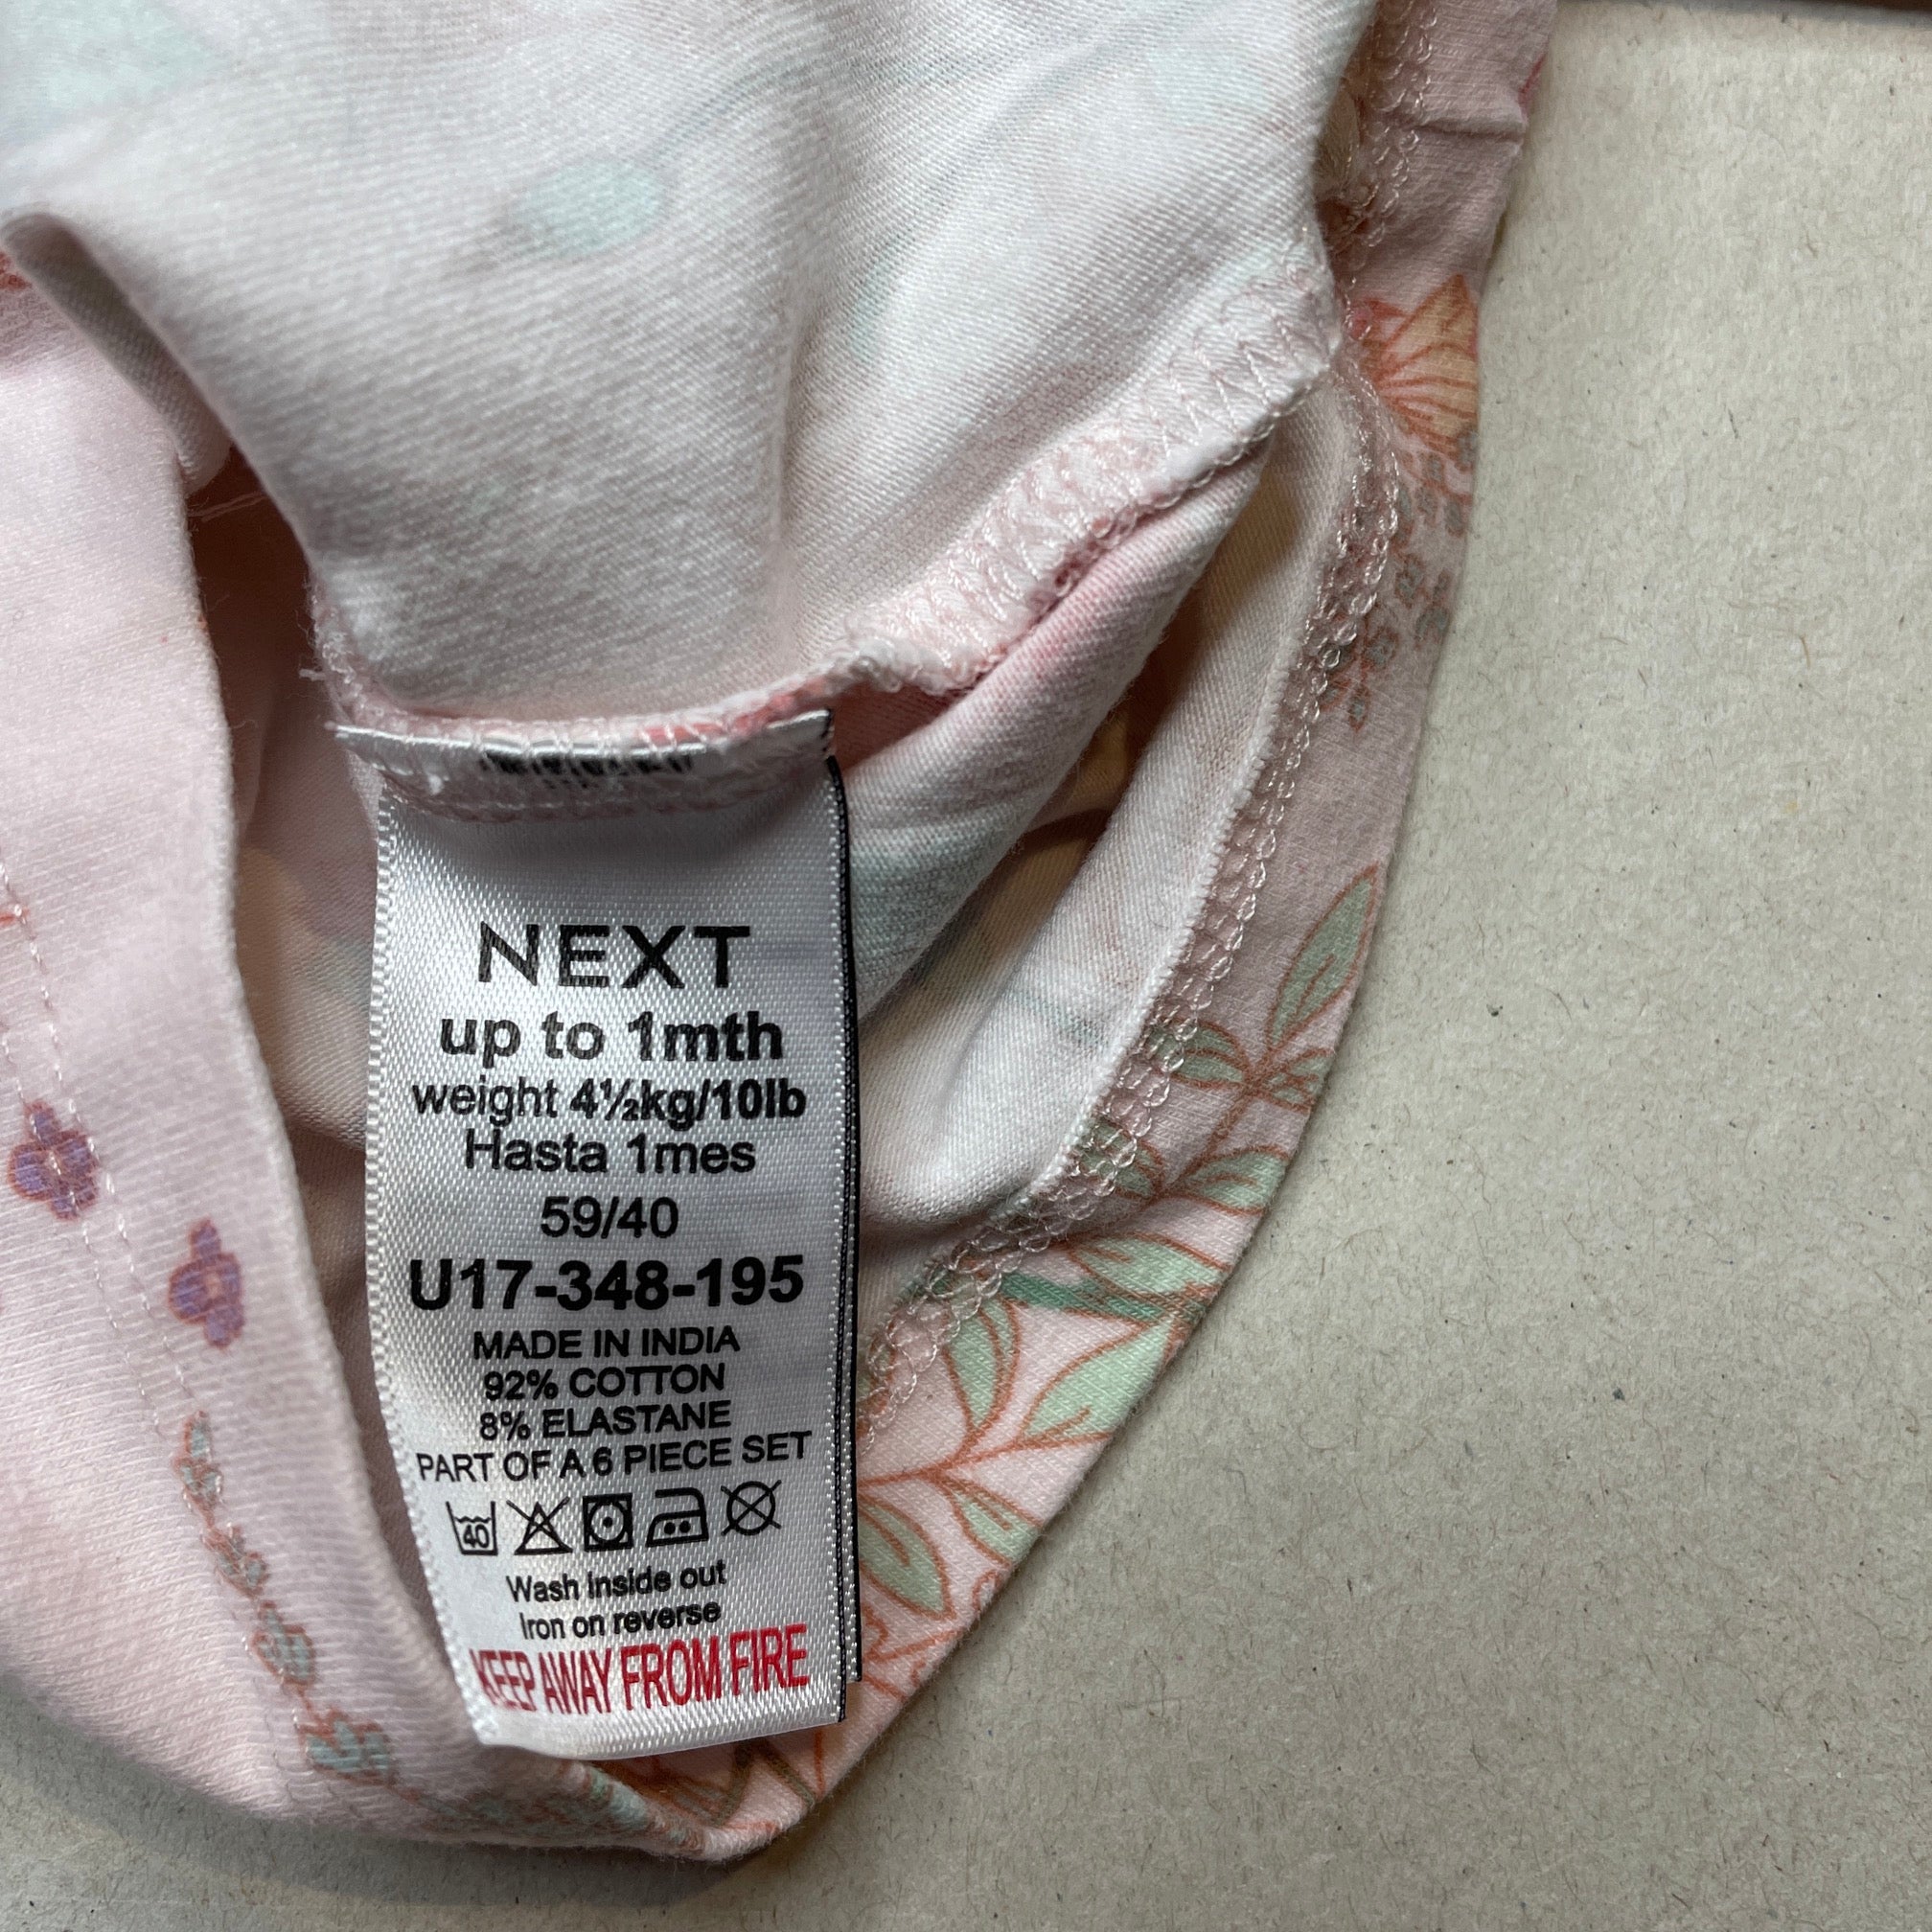 NEXT
up to 1mth
weight 4½kg/10lb
Hasta 1mes
59/40
U17-348-195
MADE IN INDIA
92% COTTON
8% ELASTANE
PART OF A 6 PIECE SET
40
Wash inside out
Iron on reverse
KEEP AWAY FROM FIRE